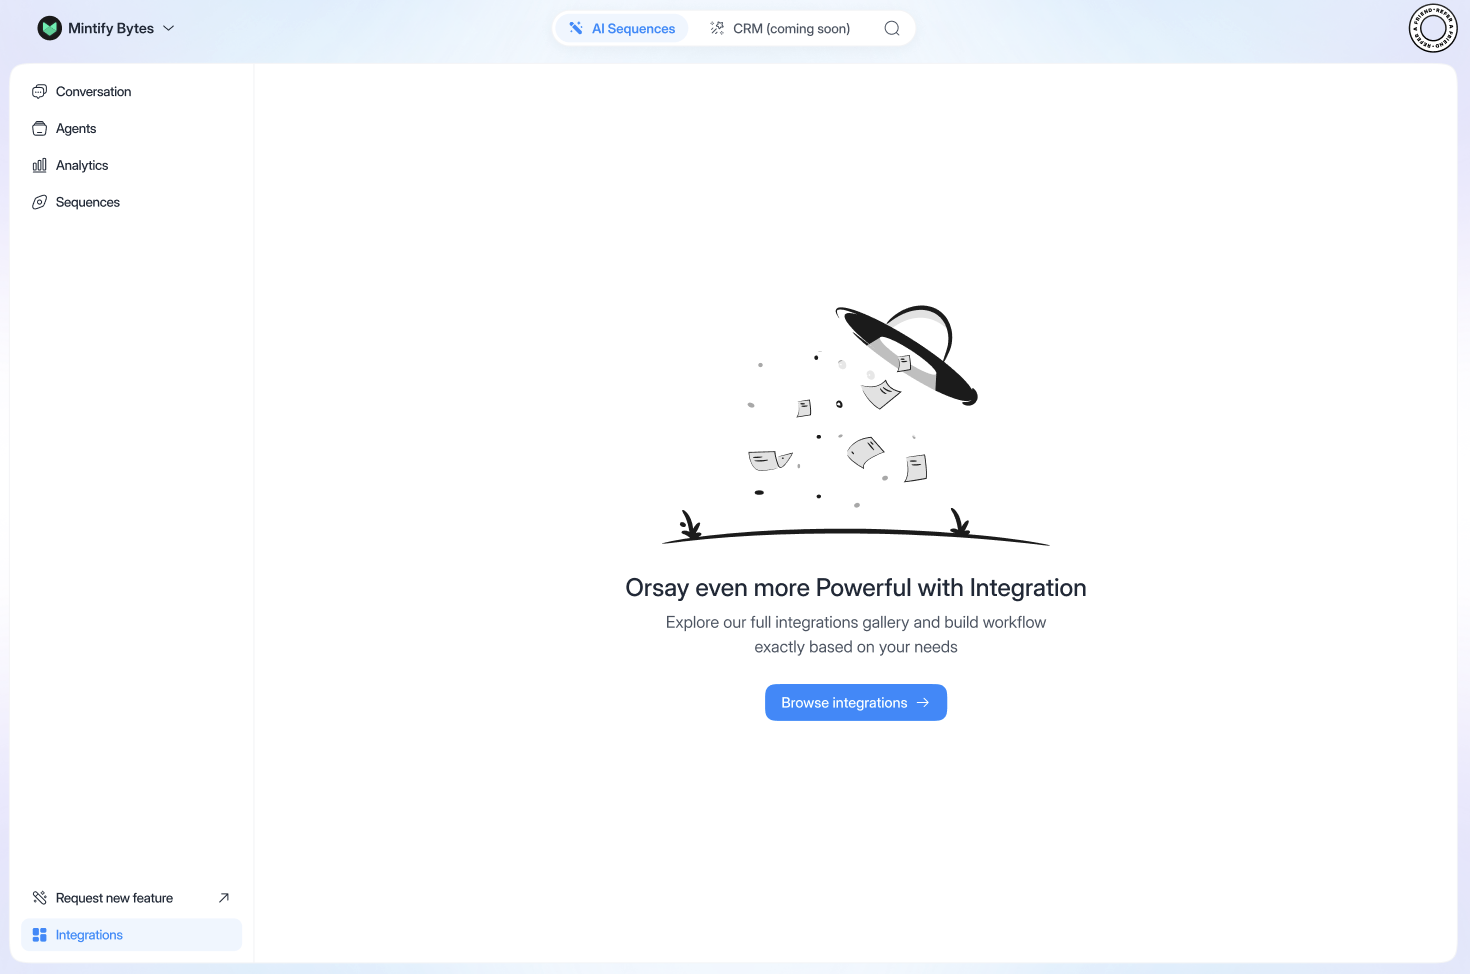 Mintify Bytes
AI Sequences
CRM (coming soon)
REFER A FRIEND • REFER A FRIEND •
Conversation
Agents
Analytics
Sequences
Orsay even more Powerful with Integration
Explore our full integrations gallery and build workflow
exactly based on your needs
Browse integrations
Request new feature
Integrations